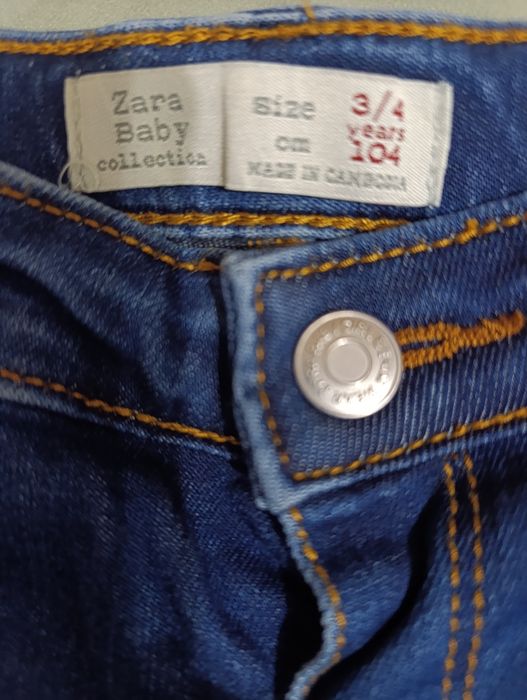 Zara
Baby
collection
Size
cm
3/4
years
104
MADE IN CAMBODIA